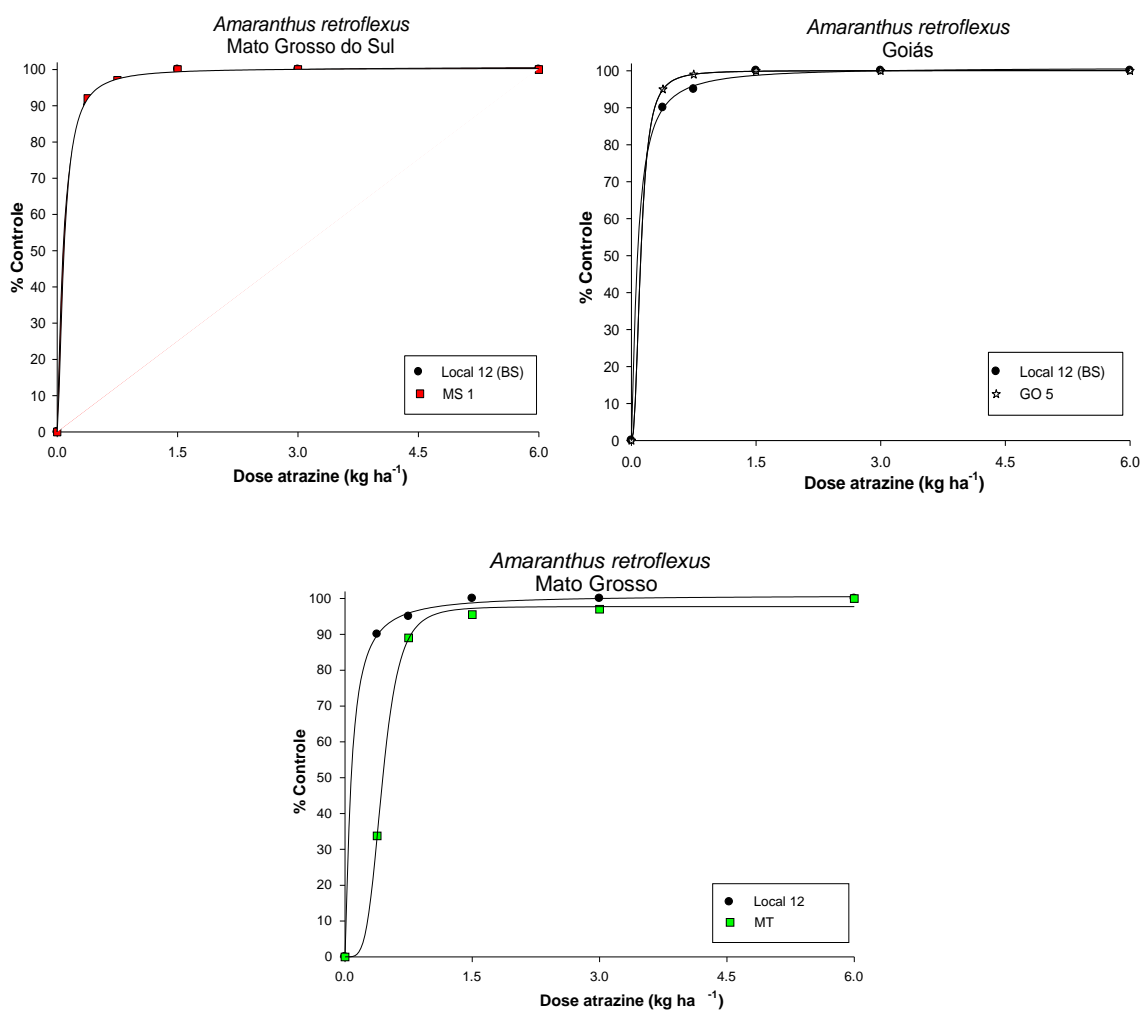 Amaranthus retroflexus
Mato Grosso do Sul
100
90
80
70
60
50
40
30
20
10
0
% Controle
0.0 1.5 3.0 4.5 6.0
Dose atrazine (kg ha⁻¹)
Local 12 (BS)
MS 1
Amaranthus retroflexus
Goiás
100
90
80
70
60
50
40
30
20
10
0
% Controle
0.0 1.5 3.0 4.5 6.0
Dose atrazine (kg ha⁻¹)
Local 12 (BS)
GO 5
Amaranthus retroflexus
Mato Grosso
100
90
80
70
60
50
40
30
20
10
0
% Controle
0.0 1.5 3.0 4.5 6.0
Dose atrazine (kg ha ⁻¹)
Local 12
MT